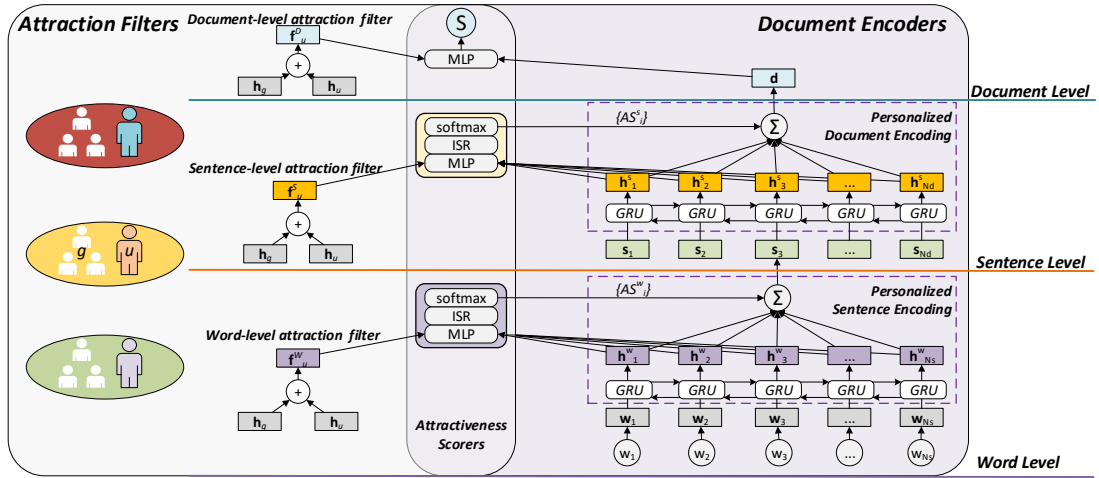 Attraction Filters
Document-level attraction filter
S
Document Encoders
f^D_u
MLP
+
h_g
h_u
d
Document Level
softmax
{AS^s_i}
Σ
Personalized
Document Encoding
ISR
MLP
Sentence-level attraction filter
f^S_u
h^s_1
h^s_2
h^s_3
...
h^s_Nd
GRU
GRU
GRU
GRU
GRU
+
g
u
h_g
h_u
s_1
s_2
s_3
...
s_Nd
Sentence Level
softmax
{AS^w_i}
Σ
Personalized
Sentence Encoding
ISR
MLP
Word-level attraction filter
f^W_u
h^w_1
h^w_2
h^w_3
...
h^w_Ns
GRU
GRU
GRU
GRU
GRU
+
h_g
h_u
w_1
w_2
w_3
...
w_Ns
Attractiveness
Scorers
w_1
w_2
w_3
...
w_Ns
Word Level